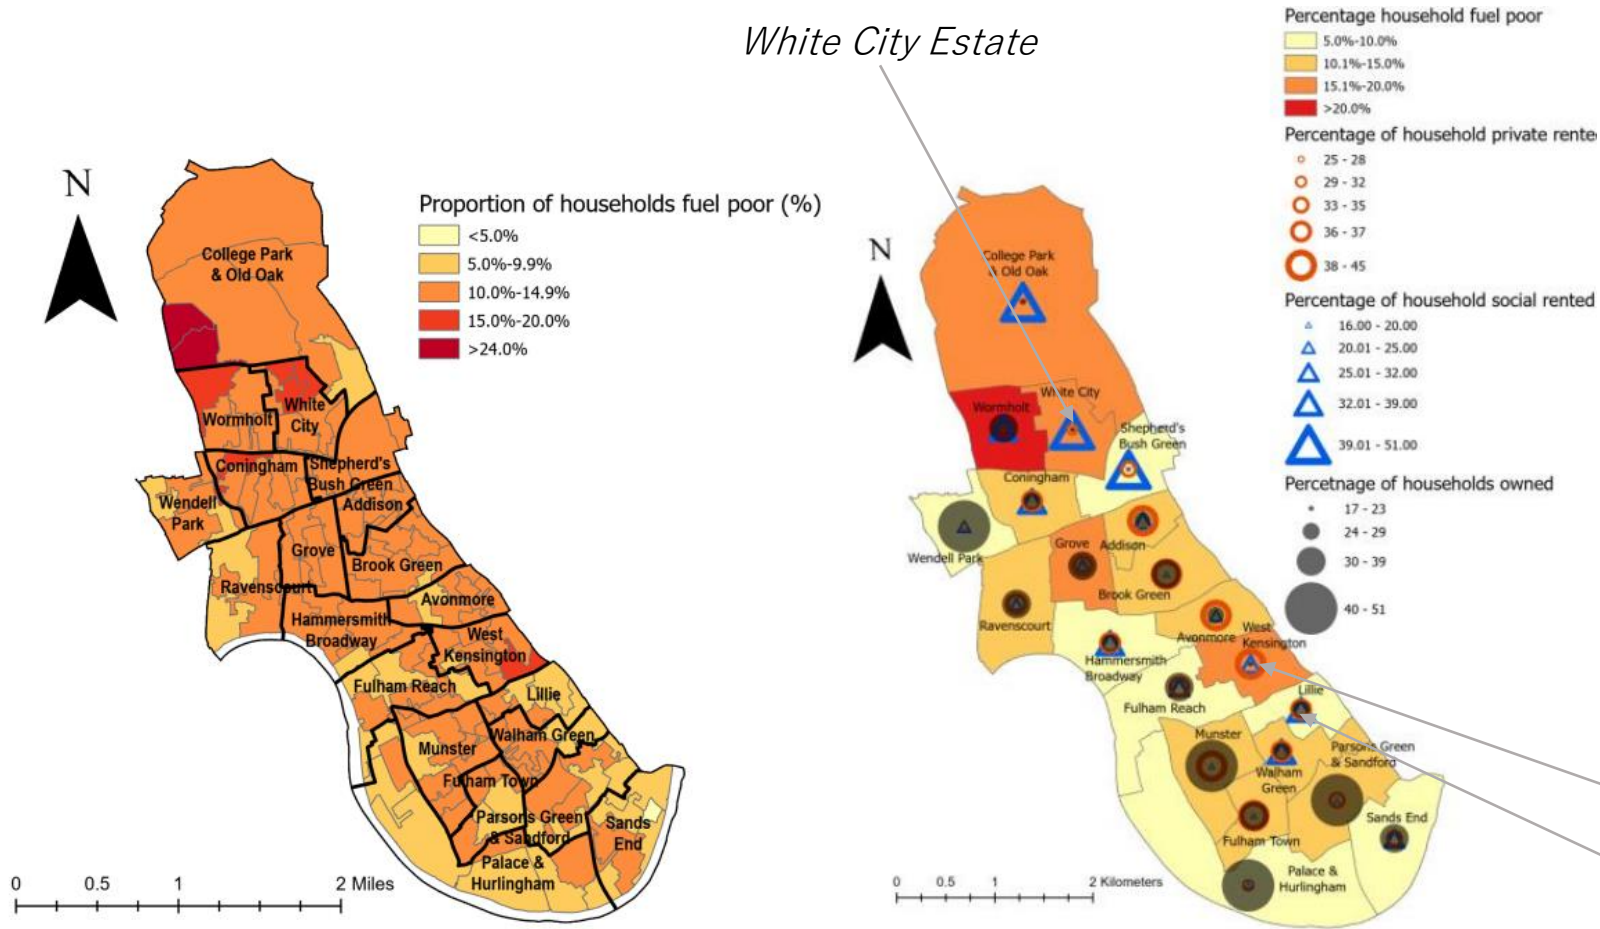 White City Estate
N
Proportion of households fuel poor (%)
<5.0%
5.0%-9.9%
10.0%-14.9%
15.0%-20.0%
>24.0%
College Park
& Old Oak
Wormholt
White
City
Coningham
Shepherd's
Bush Green
Wendell
Park
Addison
Grove
Brook Green
Ravenscourt
Avonmore
Hammersmith
Broadway
West
Kensington
Fulham Reach
Lillie
Munster
Walham Green
Fulham Town
Parsons Green
& Sandford
Sands
End
Palace &
Hurlingham
0 0.5 1 2 Miles
Percentage household fuel poor
5.0%-10.0%
10.1%-15.0%
15.1%-20.0%
>20.0%
Percentage of household private rente
25 - 28
29 - 32
33 - 35
36 - 37
38 - 45
Percentage of household social rented
16.00 - 20.00
20.01 - 25.00
25.01 - 32.00
32.01 - 39.00
39.01 - 51.00
Percetnage of households owned
17 - 23
24 - 29
30 - 39
40 - 51
N
College Park
& Old Oak
White City
Wormholt
Shepherd's
Bush Green
Coningham
Wendell Park
Grove
Addison
Brook Green
Ravenscourt
Avonmore
West
Kensington
Hammersmith
Broadway
Lillie
Fulham Reach
Munster
Parsons Green
& Sandford
Walham
Green
Sands End
Fulham Town
Palace &
Hurlingham
0 0.5 1 2 Kilometers